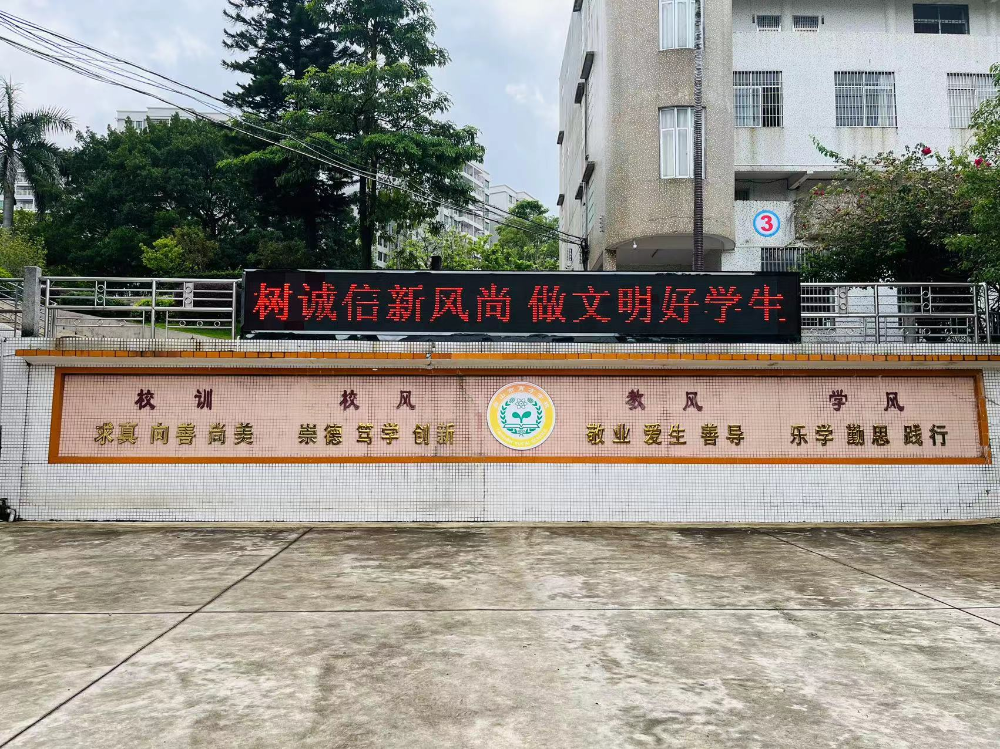 3
树诚信新风尚 做文明好学生
校训 校风 教风 学风
求真 向善 尚美 崇德 笃学 创新 敬业 爱生 善导 乐学 勤思 践行